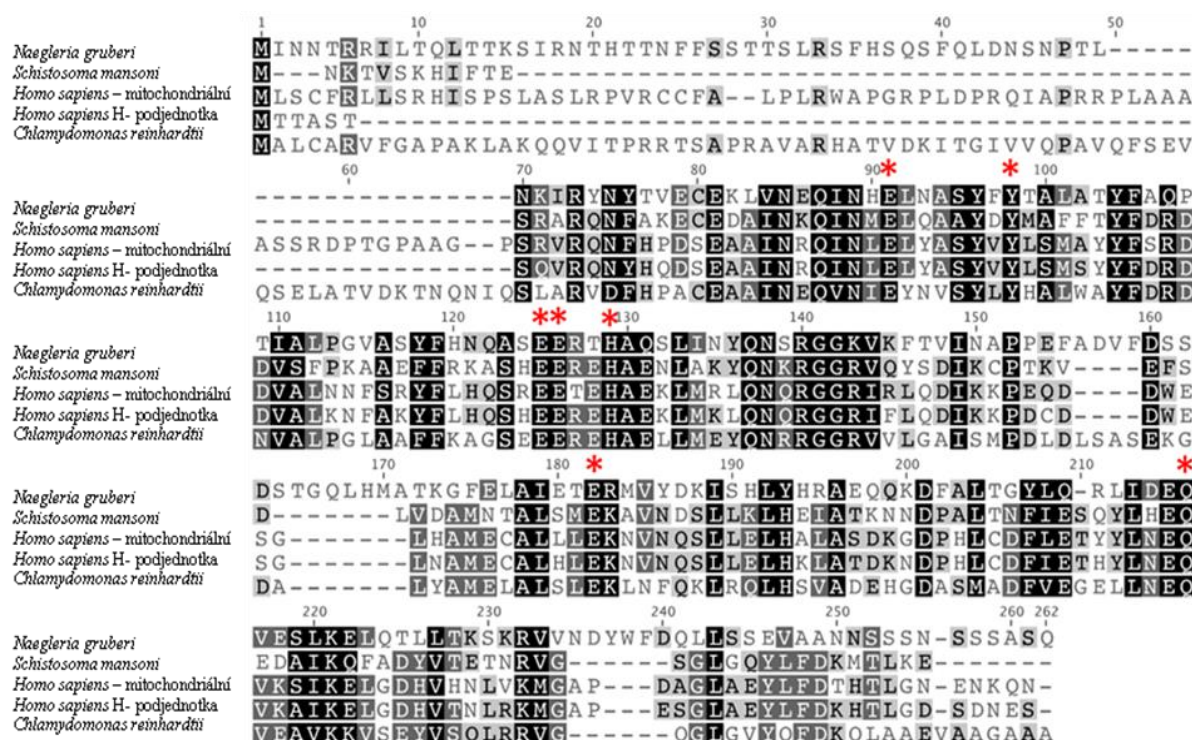 1 10 20 30 40 50
Naegleria gruberi MINNTRRILTQLTTKSIRNTHTTNFFSSTTSLRSFHSQSFQLDNSNPTL-----
Schistosoma mansoni M---NKTVSKHIFTE---------------------------------------
Homo sapiens – mitochondriální MLSCFRLLSRHISPSLASLRPVRCCFA--LPLRWAPGRPLDPRQIAPRRPLAAA
Homo sapiens H- podjednotka MTTAST------------------------------------------------
Chlamydomonas reinhardtii MALCARVFGAPAKLAKQQVITPRRTSAPRAVARHATVDKITGIVVQPAVQFSEV
* *
60 70 80 90 100
Naegleria gruberi ---------------NKIRYNYTVECEKLVNEQINHELNASYFYTALATYFAQP
Schistosoma mansoni ---------------SRARQNFAKECEDAINKQINMELQAAYDYMAFFTYFDRD
Homo sapiens – mitochondriální ASSRDPTGPAAG--PSRVRQNFHPDSEAAINRQINLELYASYVYLSMAYYFSRD
Homo sapiens H- podjednotka ---------------SQVRQNYHQDSEAAINRQINLELYASYVYLSMSYYFDRD
Chlamydomonas reinhardtii QSELATVDKTNQNIQSLARVDFHPACEAAINEQVNIEYNVSYLYHALWAYFDRD
** *
110 120 130 140 150 160
Naegleria gruberi TIALPGVASYFHNQASEERTHAQSLINYQNSRGGKVKFTVINAPPEFADVFDSS
Schistosoma mansoni DVSFPKAAEFFRKASHEEREHAENLAKYQNKRGGRVQYSDIKCPTKV----EFS
Homo sapiens – mitochondriální DVALNNFSRYFLHQSREETEHAEKLMRLQNQRGGRIRLQDIKKPEQD----DWE
Homo sapiens H- podjednotka DVALKNFAKYFLHQSHEEREHAEKLMKLQNQRGGRIFLQDIKKPDCD----DWE
Chlamydomonas reinhardtii NVALPGLAAFFKAGSEEEREHAELLMEYQNRRGGRVVLGAISMPDLDLSASEKG
* *
170 180 190 200 210
Naegleria gruberi DSTGQLHMATKGFELAIETERMVYDKISHLYHRAEQQKDFALTGYLQ-RLIDEQ
Schistosoma mansoni D-------LVDAMNTALSMEKAVNDSLLKLHEIATKNNDPALTNFIESQYLHEQ
Homo sapiens – mitochondriální SG-------LHAMECALLLEKNVNQSLLELHALASDKGDPHLCDFLETYYLNEQ
Homo sapiens H- podjednotka SG-------LNAMECALHLEKNVNQSLLELHKLATDKNDPHLCDFIETHYLNEQ
Chlamydomonas reinhardtii DA-------LYAMELALSLEKLNFQKLRQLHSVADEHGDASMADFVEGELLNEQ
220 230 240 250 260 262
Naegleria gruberi VESLKELQTLLTKSKRVVNDYWFDQLLSSEVAANNSSSN-SSSASQ
Schistosoma mansoni EDAIKQFADYVTETNRVG------SGLGQYLFDKMTLKE-------
Homo sapiens – mitochondriální VKSIKELGDHVHNLVKMGAP---DAGLAEYLFDTHTLGN-ENKQN-
Homo sapiens H- podjednotka VKAIKELGDHVTNLRKMGAP---ESGLAEYLFDKHTLGD-SDNES-
Chlamydomonas reinhardtii VEAVKKVSEYVSQLRRVG------QGLGVYQFDKQLAAEVAAGAA-